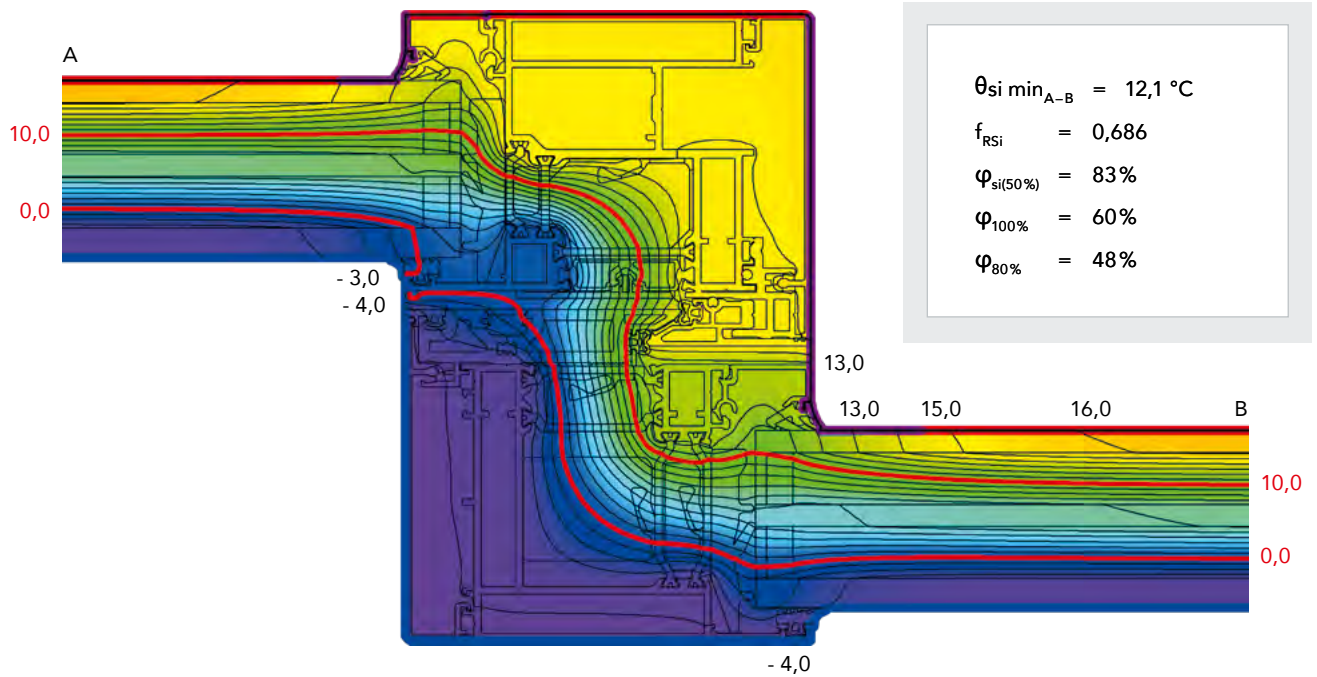 A
θsi min A–B = 12,1 °C
fRSi = 0,686
φsi(50%) = 83%
φ100% = 60%
φ80% = 48%
10,0
0,0
- 3,0
- 4,0
13,0
13,0 15,0 16,0 B
10,0
0,0
- 4,0